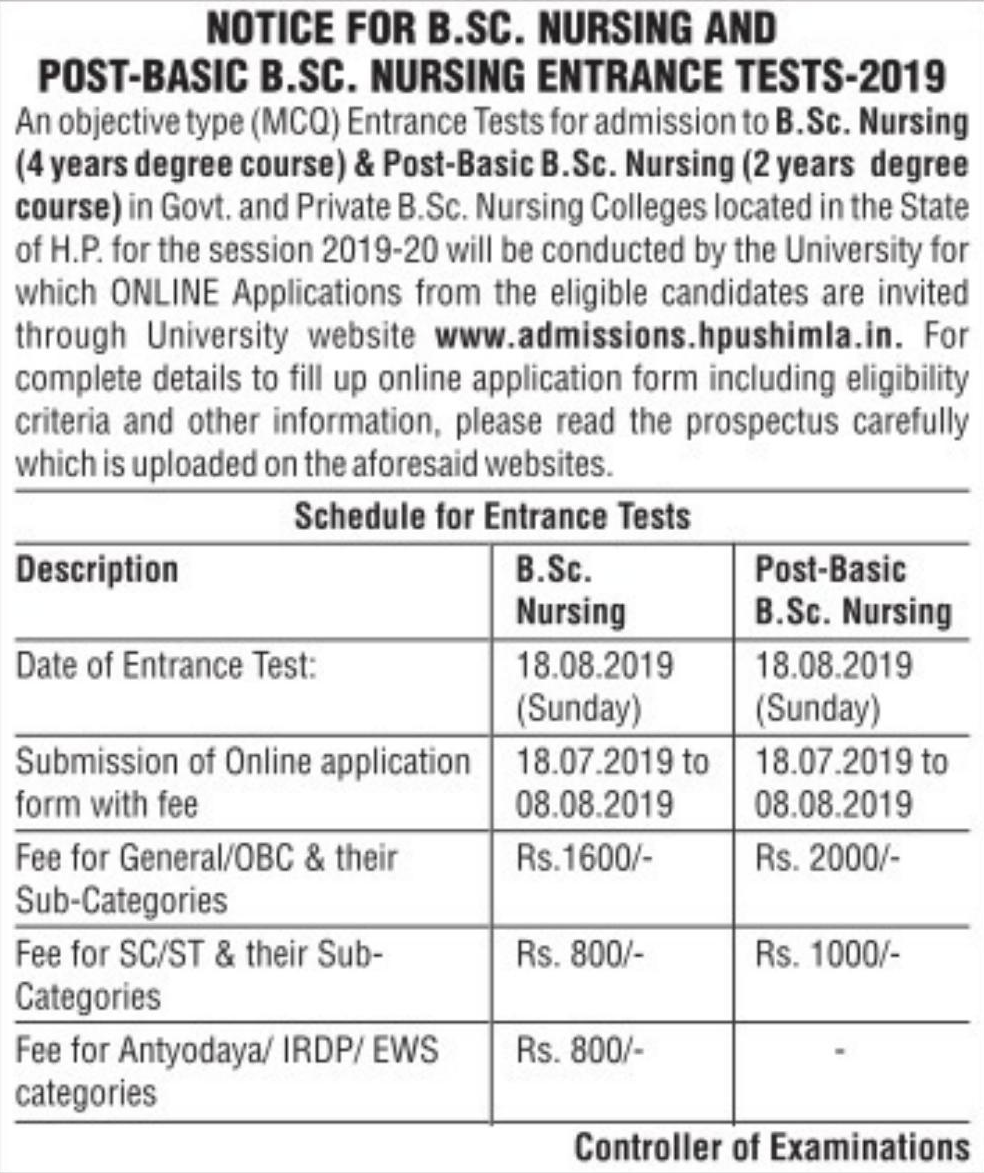 NOTICE FOR B.SC. NURSING AND
POST-BASIC B.SC. NURSING ENTRANCE TESTS-2019
An objective type (MCQ) Entrance Tests for admission to B.Sc. Nursing
(4 years degree course) & Post-Basic B.Sc. Nursing (2 years degree
course) in Govt. and Private B.Sc. Nursing Colleges located in the State
of H.P. for the session 2019-20 will be conducted by the University for
which ONLINE Applications from the eligible candidates are invited
through University website www.admissions.hpushimla.in. For
complete details to fill up online application form including eligibility
criteria and other information, please read the prospectus carefully
which is uploaded on the aforesaid websites.
Schedule for Entrance Tests
Description B.Sc. Post-Basic
Nursing B.Sc. Nursing
Date of Entrance Test: 18.08.2019 18.08.2019
(Sunday) (Sunday)
Submission of Online application 18.07.2019 to 18.07.2019 to
form with fee 08.08.2019 08.08.2019
Fee for General/OBC & their Rs.1600/- Rs. 2000/-
Sub-Categories
Fee for SC/ST & their Sub- Rs. 800/- Rs. 1000/-
Categories
Fee for Antyodaya/ IRDP/ EWS Rs. 800/- -
categories
Controller of Examinations